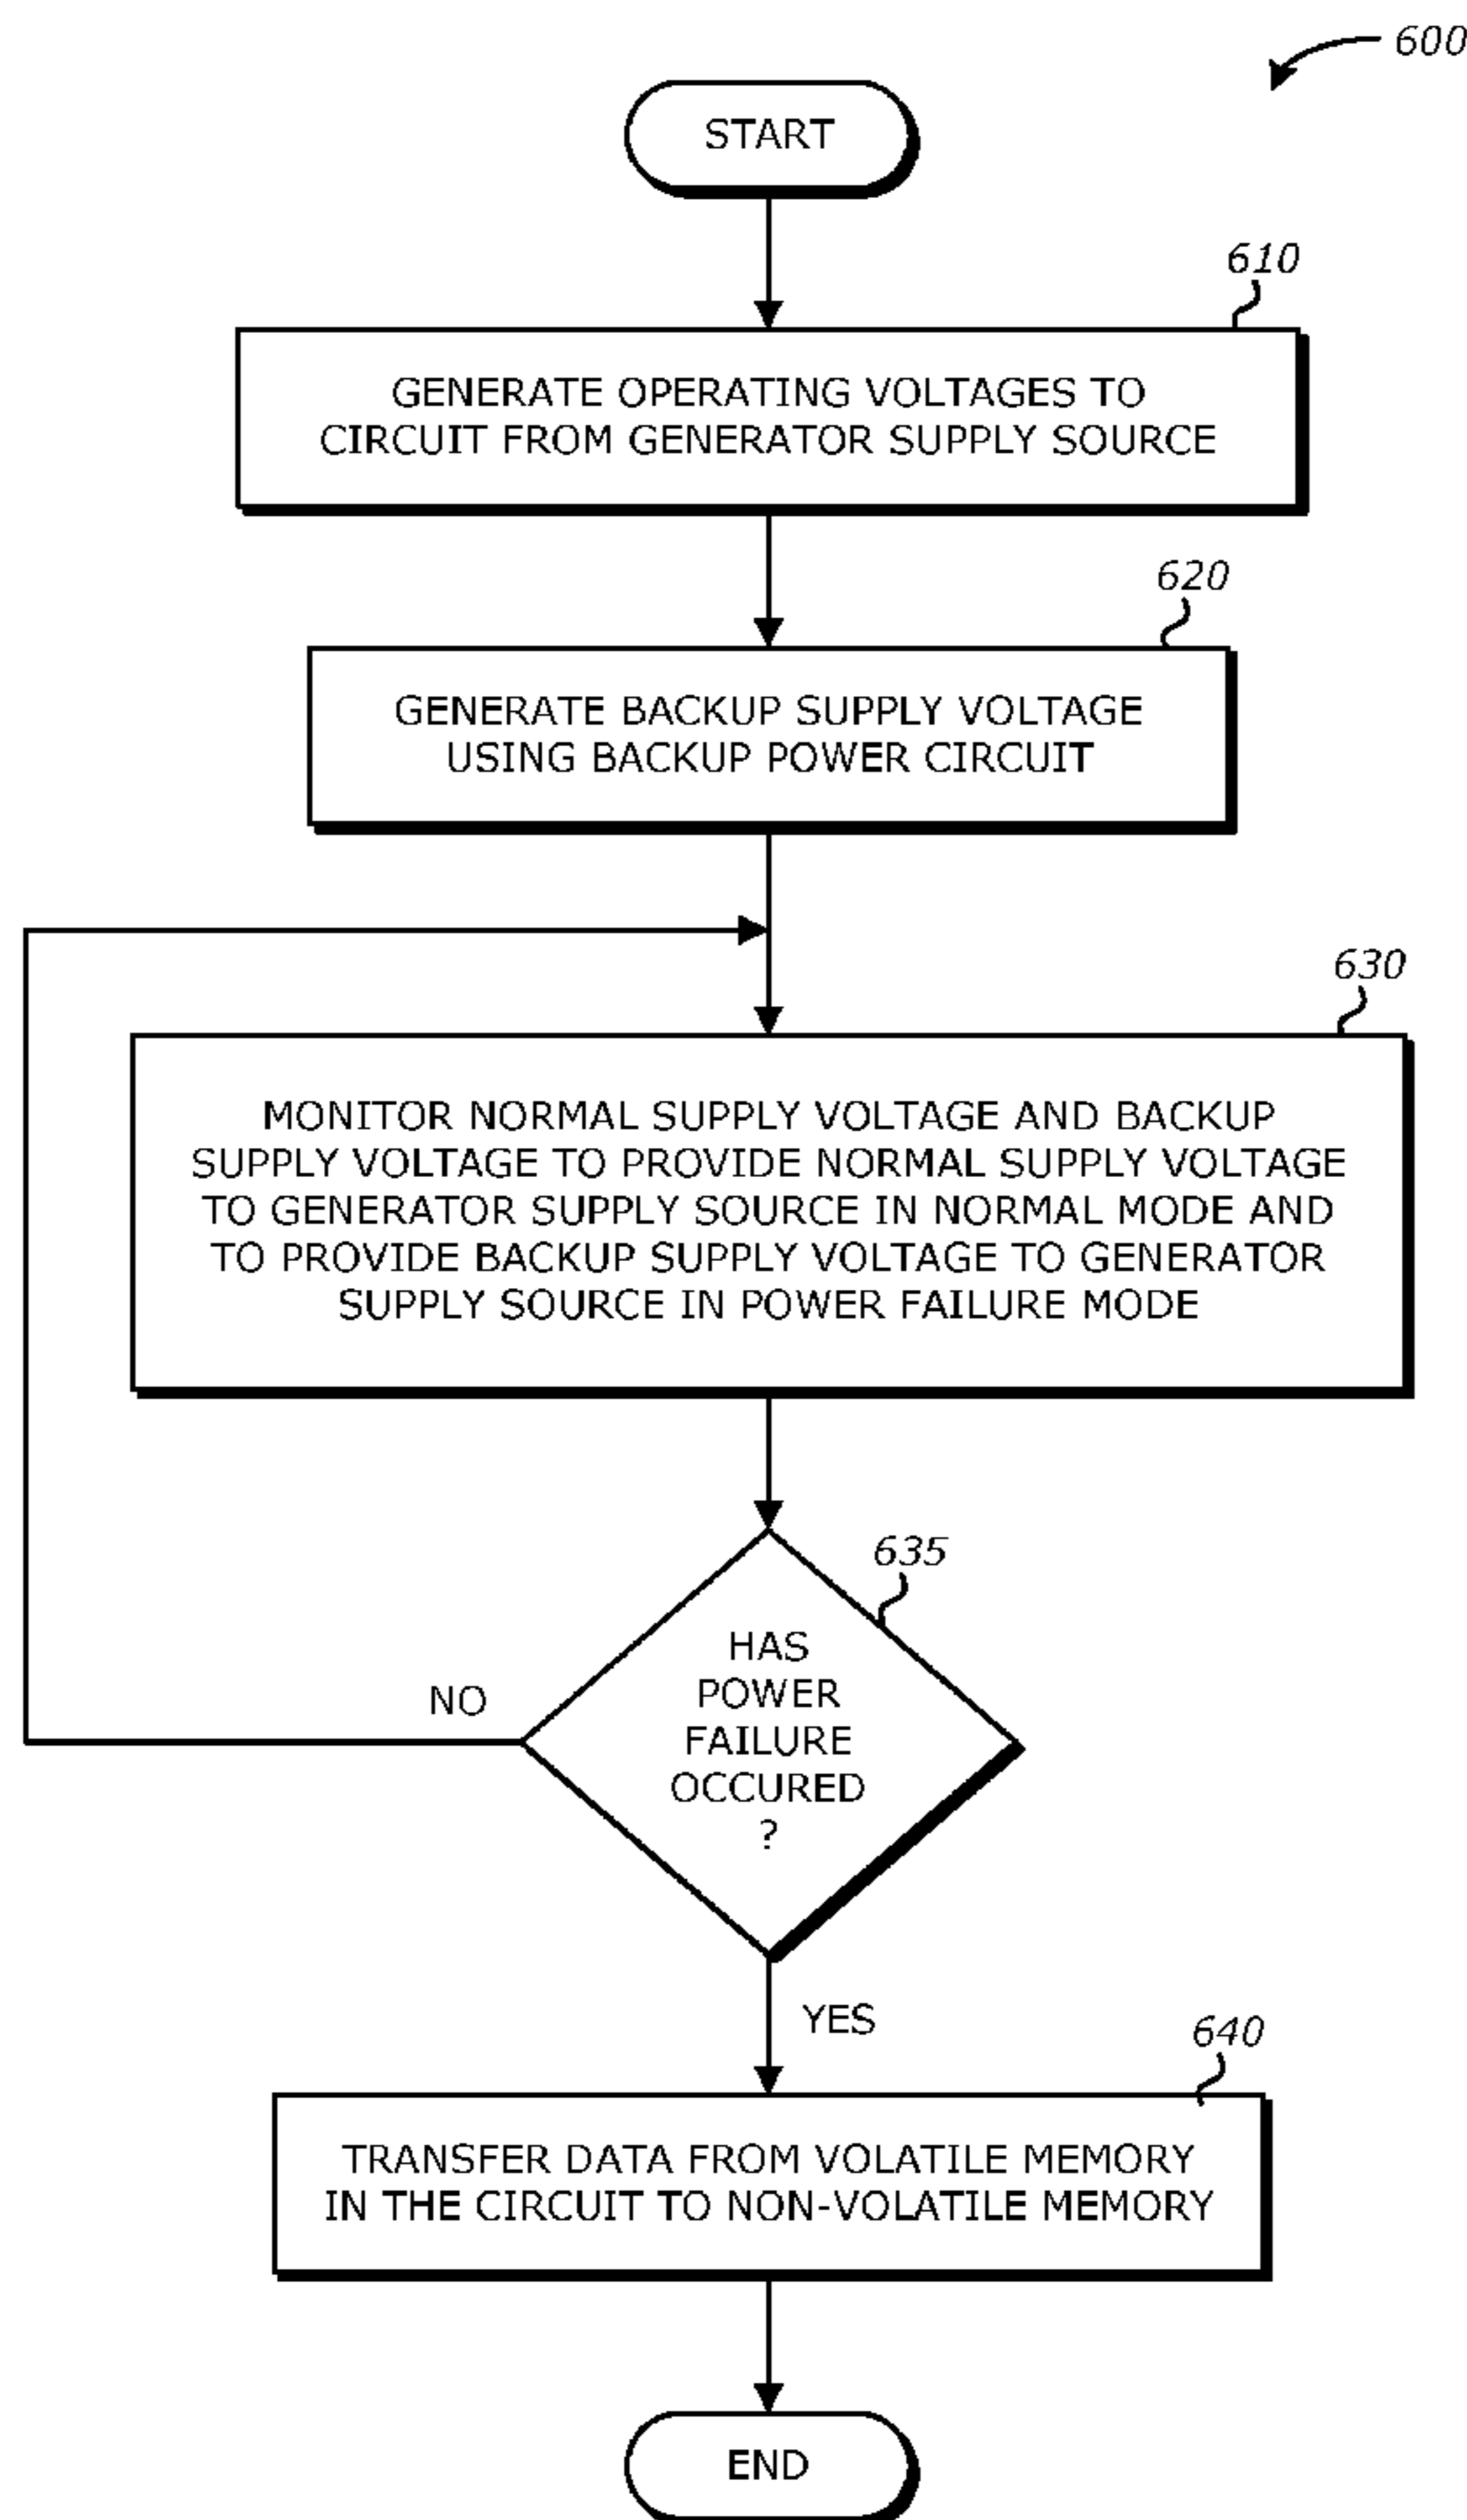 600
START
610
GENERATE OPERATING VOLTAGES TO
CIRCUIT FROM GENERATOR SUPPLY SOURCE
620
GENERATE BACKUP SUPPLY VOLTAGE
USING BACKUP POWER CIRCUIT
630
MONITOR NORMAL SUPPLY VOLTAGE AND BACKUP
SUPPLY VOLTAGE TO PROVIDE NORMAL SUPPLY VOLTAGE
TO GENERATOR SUPPLY SOURCE IN NORMAL MODE AND
TO PROVIDE BACKUP SUPPLY VOLTAGE TO GENERATOR
SUPPLY SOURCE IN POWER FAILURE MODE
635
HAS
POWER
FAILURE
OCCURED
?
NO
YES
640
TRANSFER DATA FROM VOLATILE MEMORY
IN THE CIRCUIT TO NON-VOLATILE MEMORY
END